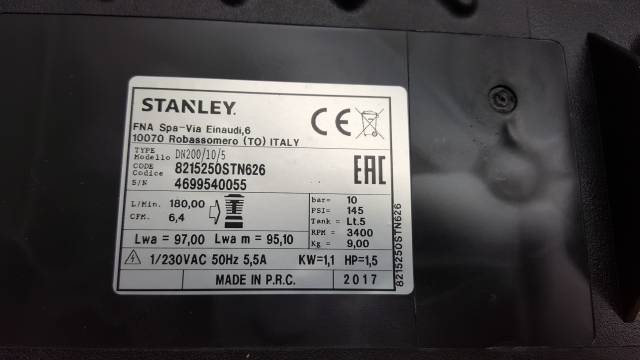 STANLEY.
FNA Spa-Via Einaudi,6
10070 Robassomero (TO) ITALY
CE
TYPE
Modello DN200/10/5
CODE
Codice 8215250STN626
S/N 4699540055
EAC
L/Min. 180,00
CFM. 6,4
bar= 10
PSI= 145
Tank = Lt.5
RPM = 3400
Kg = 9,00
Lwa = 97,00 Lwa m = 95,10
1/230VAC 50Hz 5,5A KW=1,1 HP=1,5
MADE IN P.R.C. 2017
8215250STN626